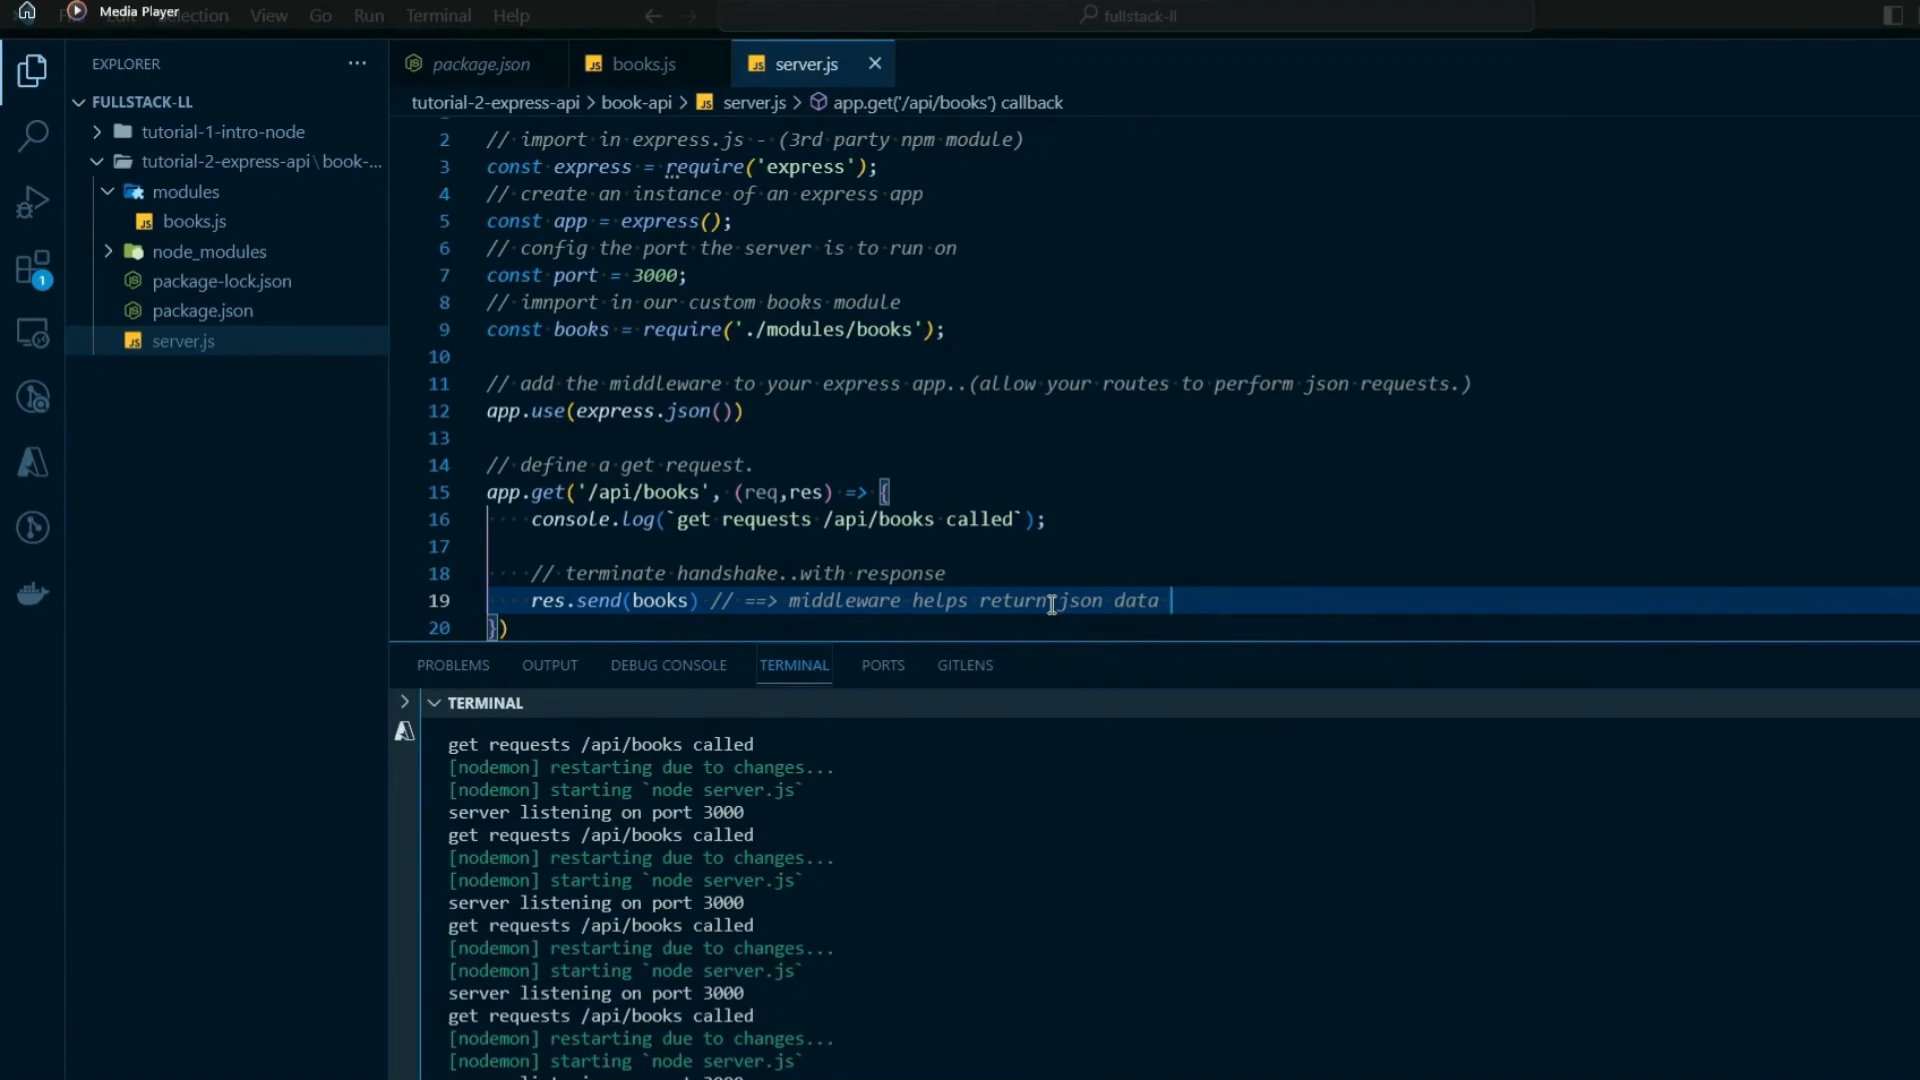 Media Player
Selection View Go Run Terminal Help
fullstack-ll
EXPLORER
package.json
books.js
server.js
FULLSTACK-LL
tutorial-1-intro-node
tutorial-2-express-api\book-...
modules
books.js
node_modules
package-lock.json
package.json
server.js
1
tutorial-2-express-api > book-api > server.js > app.get('/api/books') callback
2 // import in express.js - (3rd party npm module)
3 const express = require('express');
4 // create an instance of an express app
5 const app = express();
6 // config the port the server is to run on
7 const port = 3000;
8 // imnport in our custom books module
9 const books = require('./modules/books');
10
11 // add the middleware to your express app..(allow your routes to perform json requests.)
12 app.use(express.json())
13
14 // define a get request.
15 app.get('/api/books', (req,res) => {
16 console.log(`get requests /api/books called`);
17
18 // terminate handshake..with response
19 res.send(books) // ==> middleware helps return json data
20 })
PROBLEMS OUTPUT DEBUG CONSOLE TERMINAL PORTS GITLENS
TERMINAL
get requests /api/books called
[nodemon] restarting due to changes...
[nodemon] starting `node server.js`
server listening on port 3000
get requests /api/books called
[nodemon] restarting due to changes...
[nodemon] starting `node server.js`
server listening on port 3000
get requests /api/books called
[nodemon] restarting due to changes...
[nodemon] starting `node server.js`
server listening on port 3000
get requests /api/books called
[nodemon] restarting due to changes...
[nodemon] starting `node server.js`